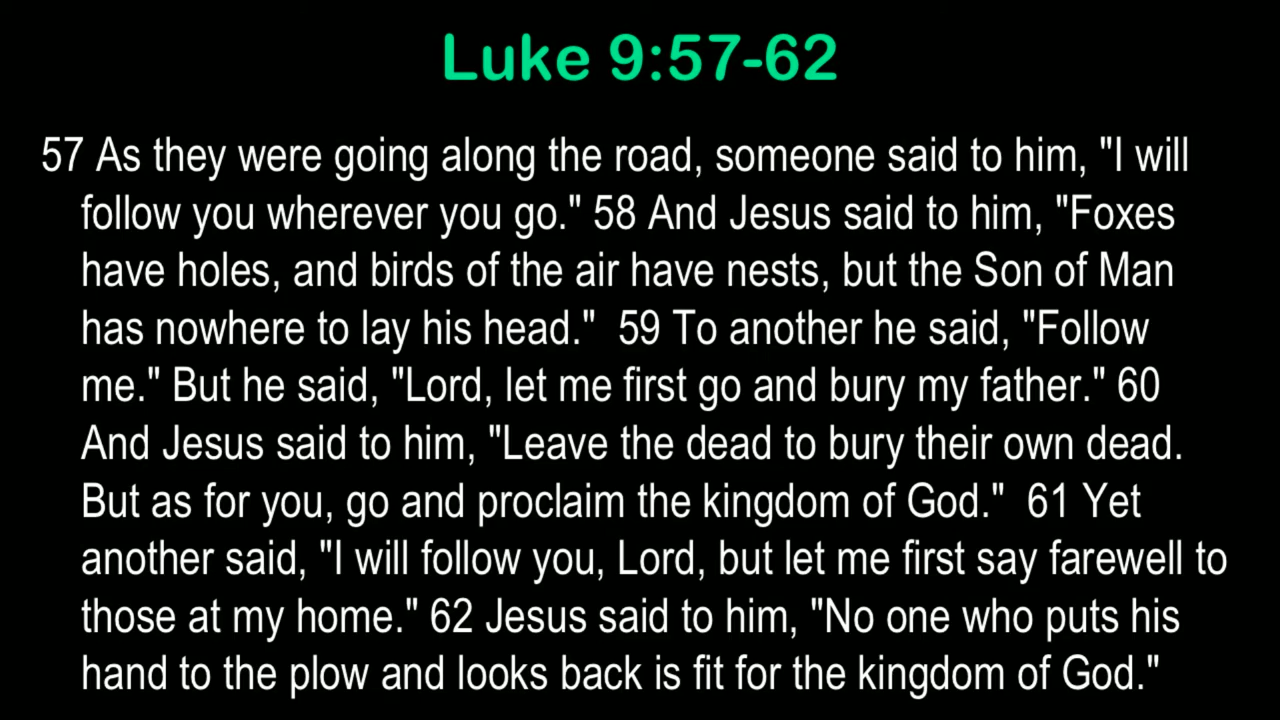 Luke 9:57-62
57 As they were going along the road, someone said to him, "I will
follow you wherever you go." 58 And Jesus said to him, "Foxes
have holes, and birds of the air have nests, but the Son of Man
has nowhere to lay his head."  59 To another he said, "Follow
me." But he said, "Lord, let me first go and bury my father." 60
And Jesus said to him, "Leave the dead to bury their own dead.
But as for you, go and proclaim the kingdom of God."  61 Yet
another said, "I will follow you, Lord, but let me first say farewell to
those at my home." 62 Jesus said to him, "No one who puts his
hand to the plow and looks back is fit for the kingdom of God."